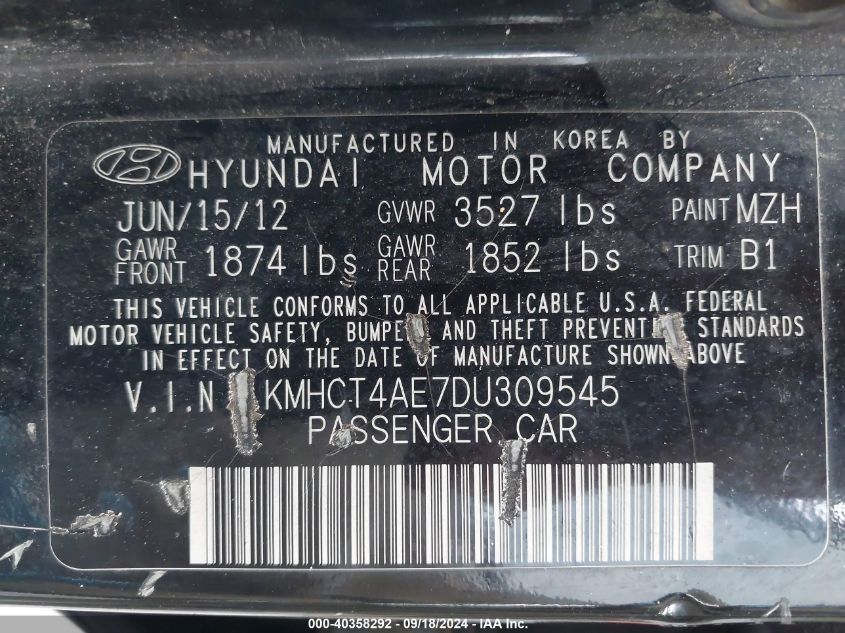 MANUFACTURED IN KOREA BY
HYUNDAI MOTOR COMPANY
JUN/15/12 GVWR 3527 lbs PAINT MZH
GAWR FRONT 1874 lbs GAWR REAR 1852 lbs TRIM B1
THIS VEHICLE CONFORMS TO ALL APPLICABLE U.S.A. FEDERAL
MOTOR VEHICLE SAFETY, BUMPER AND THEFT PREVENTION STANDARDS
IN EFFECT ON THE DATE OF MANUFACTURE SHOWN ABOVE
V.I.N KMHCT4AE7DU309545
PASSENGER CAR
000-40358292 - 09/18/2024 - IAA Inc.